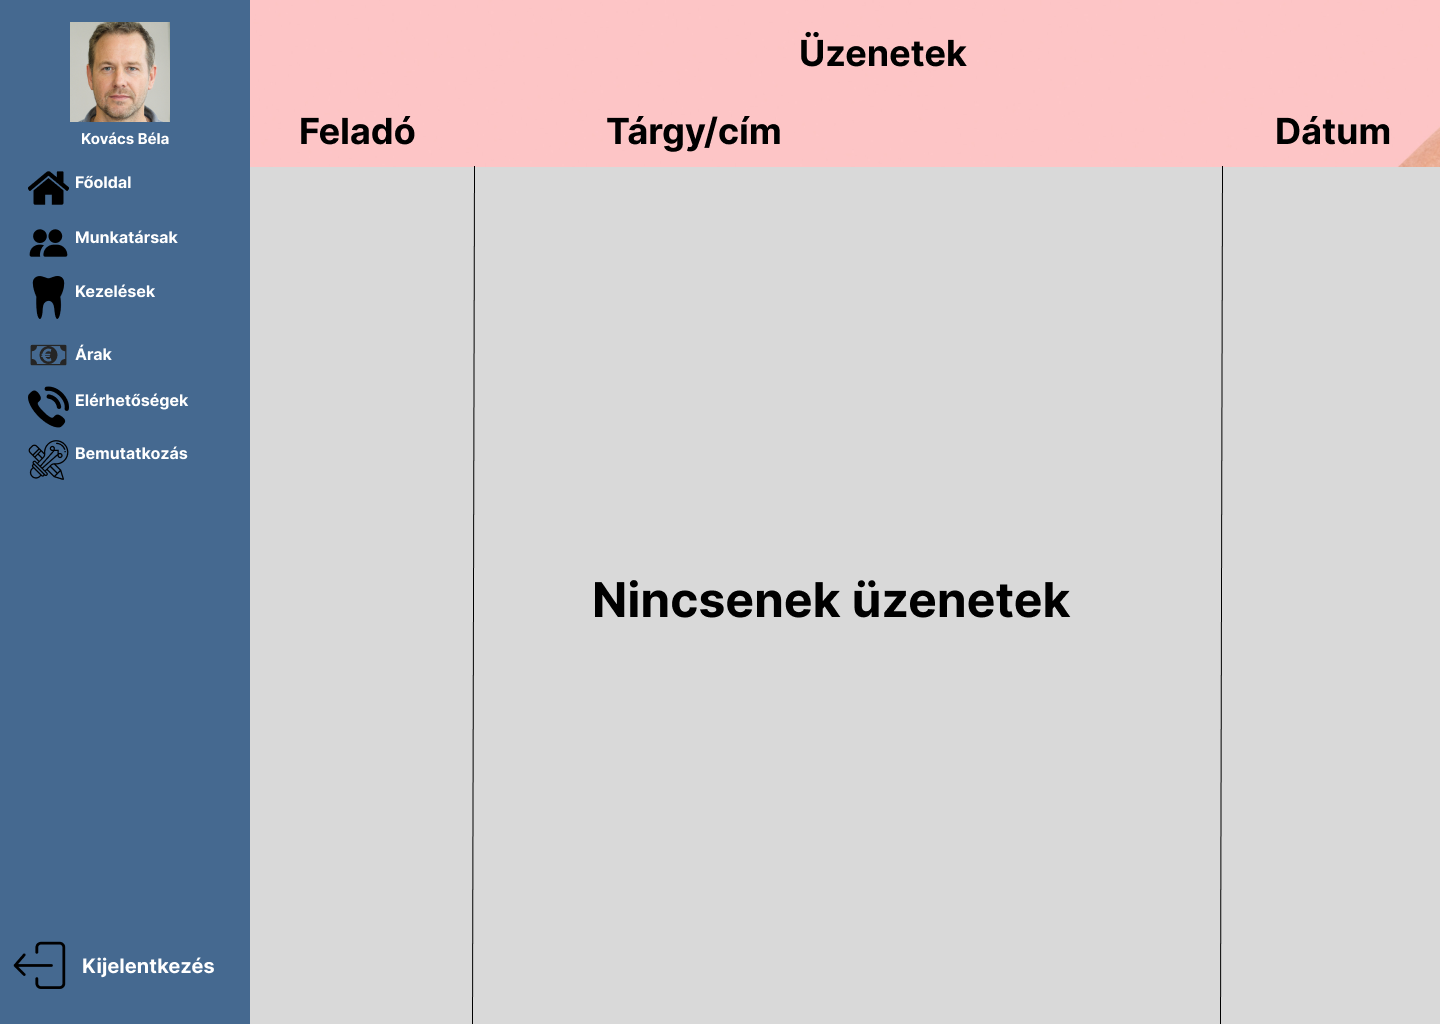 Kovács Béla
Főoldal
Munkatársak
Kezelések
Árak
Elérhetőségek
Bemutatkozás
Kijelentkezés
Üzenetek
Feladó
Tárgy/cím
Dátum
Nincsenek üzenetek